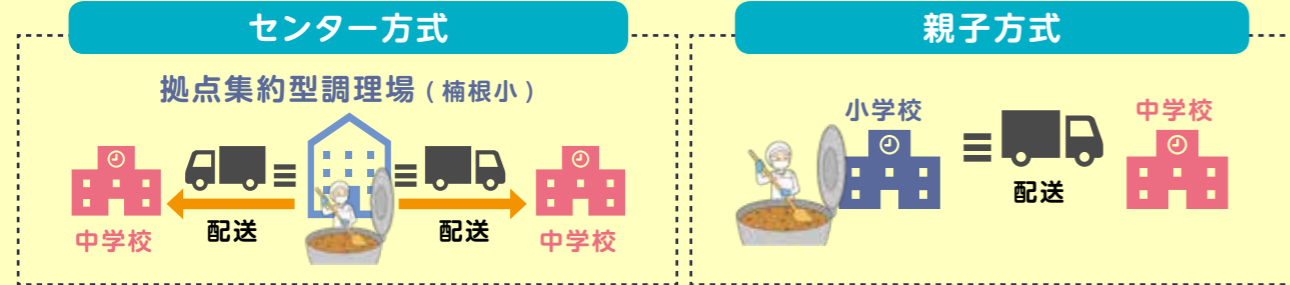 センター方式
拠点集約型調理場(楠根小)
中学校
配送
配送
中学校
親子方式
小学校
配送
中学校